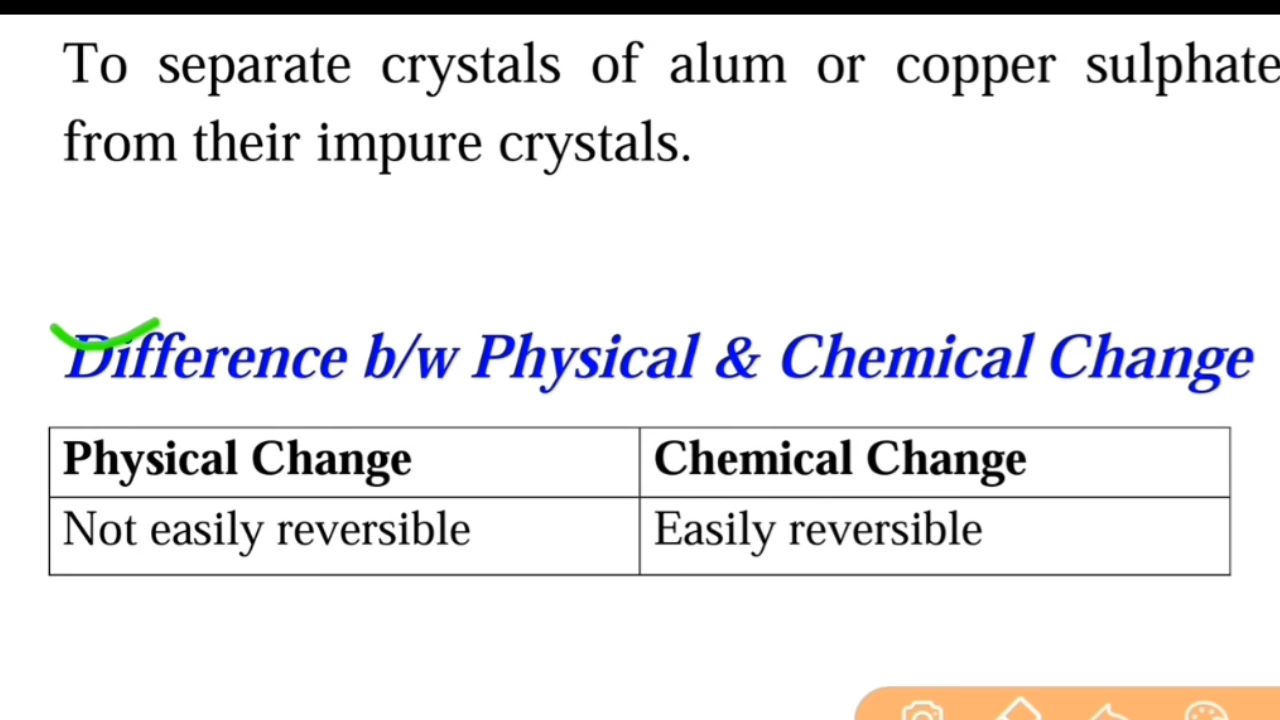 To separate crystals of alum or copper sulphate
from their impure crystals.
Difference b/w Physical & Chemical Change
Physical Change Chemical Change
Not easily reversible Easily reversible